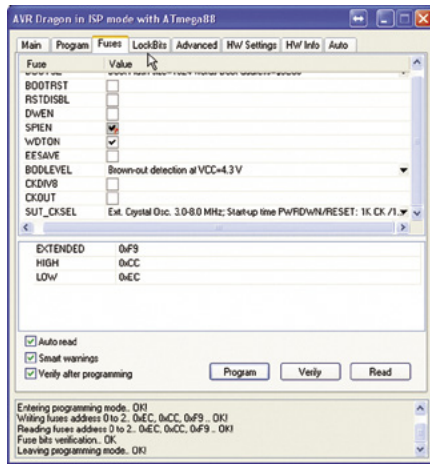 AVR Dragon in ISP mode with ATmega88
Main Program Fuses LockBits Advanced HW Settings HW Info Auto
Fuse Value
BOOTRST
RSTDISBL
DWEN
SPIEN
WDTON
EESAVE
BODLEVEL Brown-out detection at VCC=4.3 V
CKDIV8
CKOUT
SUT_CKSEL Ext. Crystal Osc. 3.0-8.0 MHz; Start-up time PWRDWN/RESET: 1K CK /1...
EXTENDED 0xF9
HIGH 0xCC
LOW 0xEC
Auto read
Smart warnings
Verify after programming
Program Verify Read
Entering programming mode.. OK!
Writing fuses address 0 to 2.. 0xEC, 0xCC, 0xF9 .. OK!
Reading fuses address 0 to 2.. 0xEC, 0xCC, 0xF9 .. OK!
Fuse bits verification.. OK
Leaving programming mode.. OK!